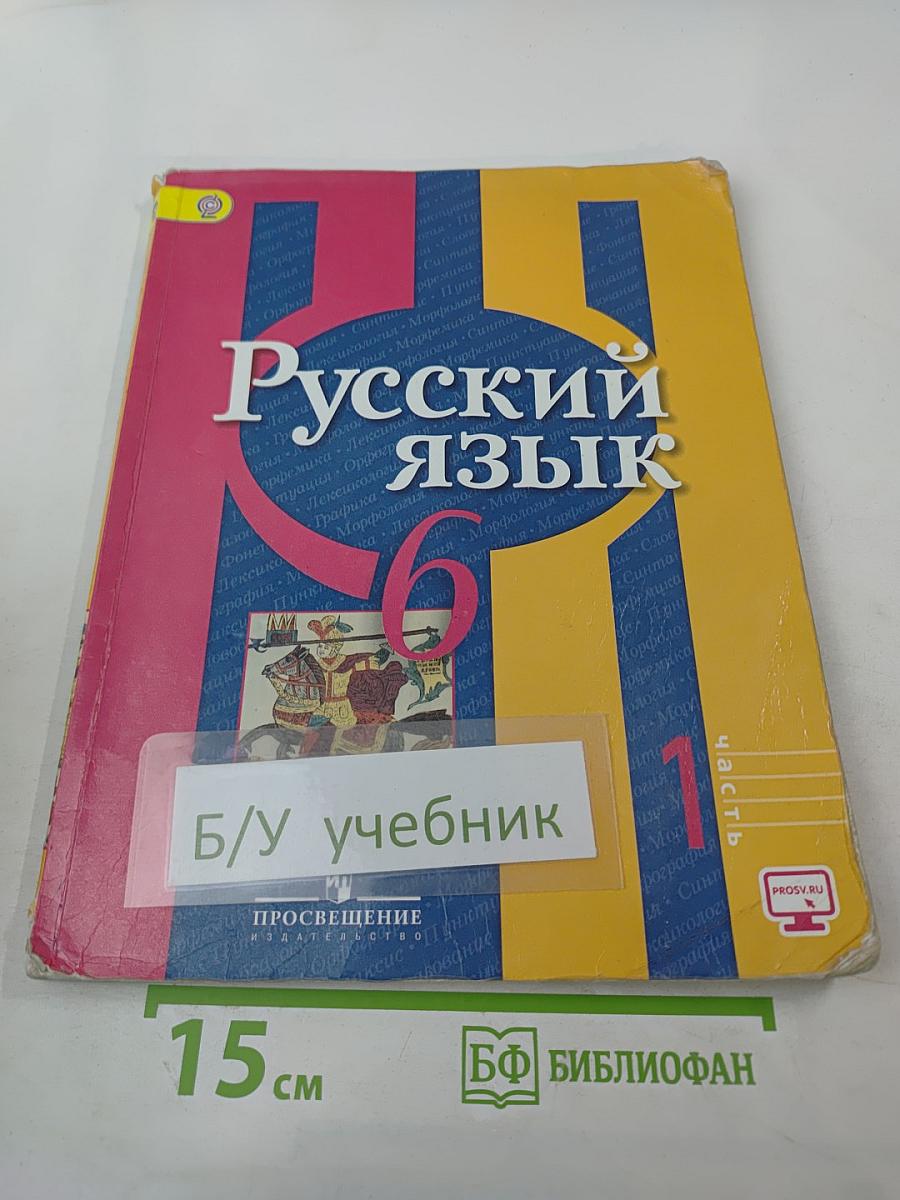 Русский
язык
6
1
часть
Б/У учебник
ПРОСВЕЩЕНИЕ
ИЗДАТЕЛЬСТВО
PROSV.RU
15 см
БФ БИБЛИОФАН